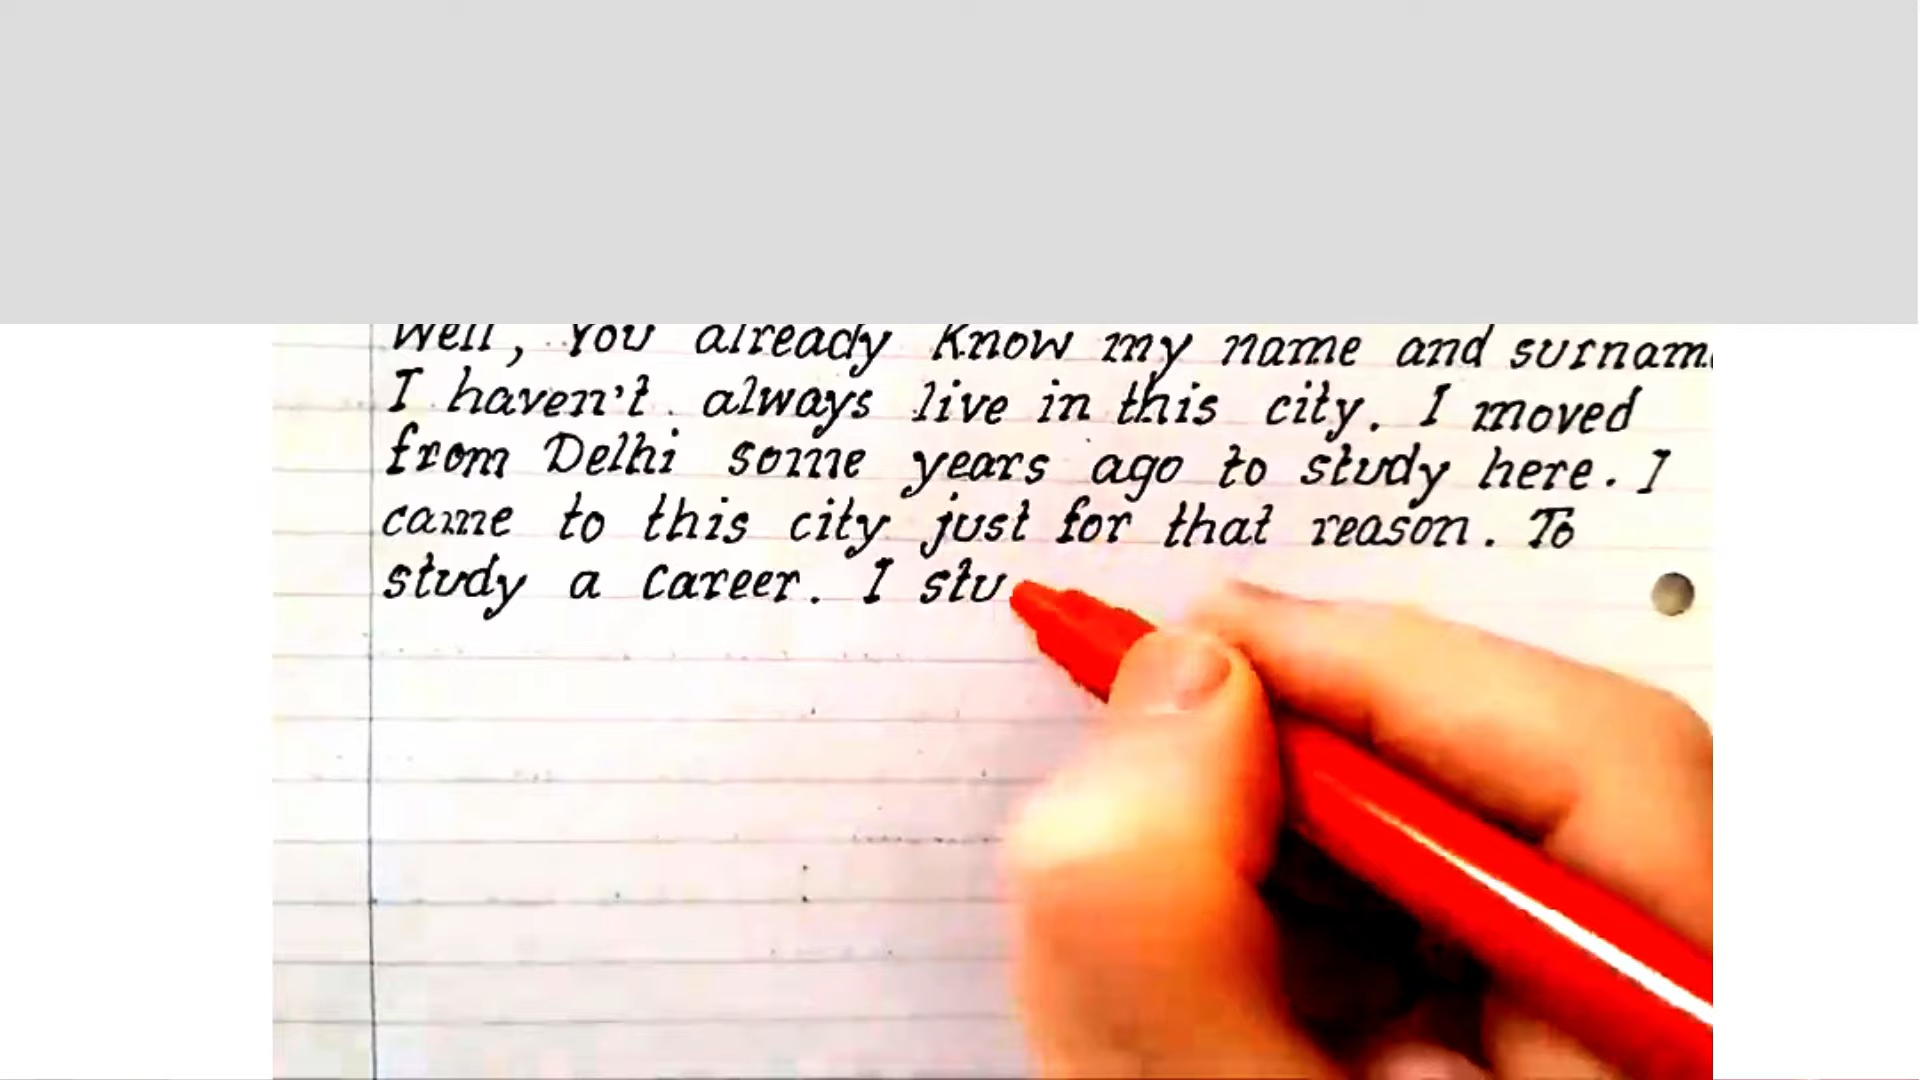 Well, You already know my name and surnam
I haven't always live in this city. I moved
from Delhi some years ago to study here. I
came to this city just for that reason. To
study a career. I stu